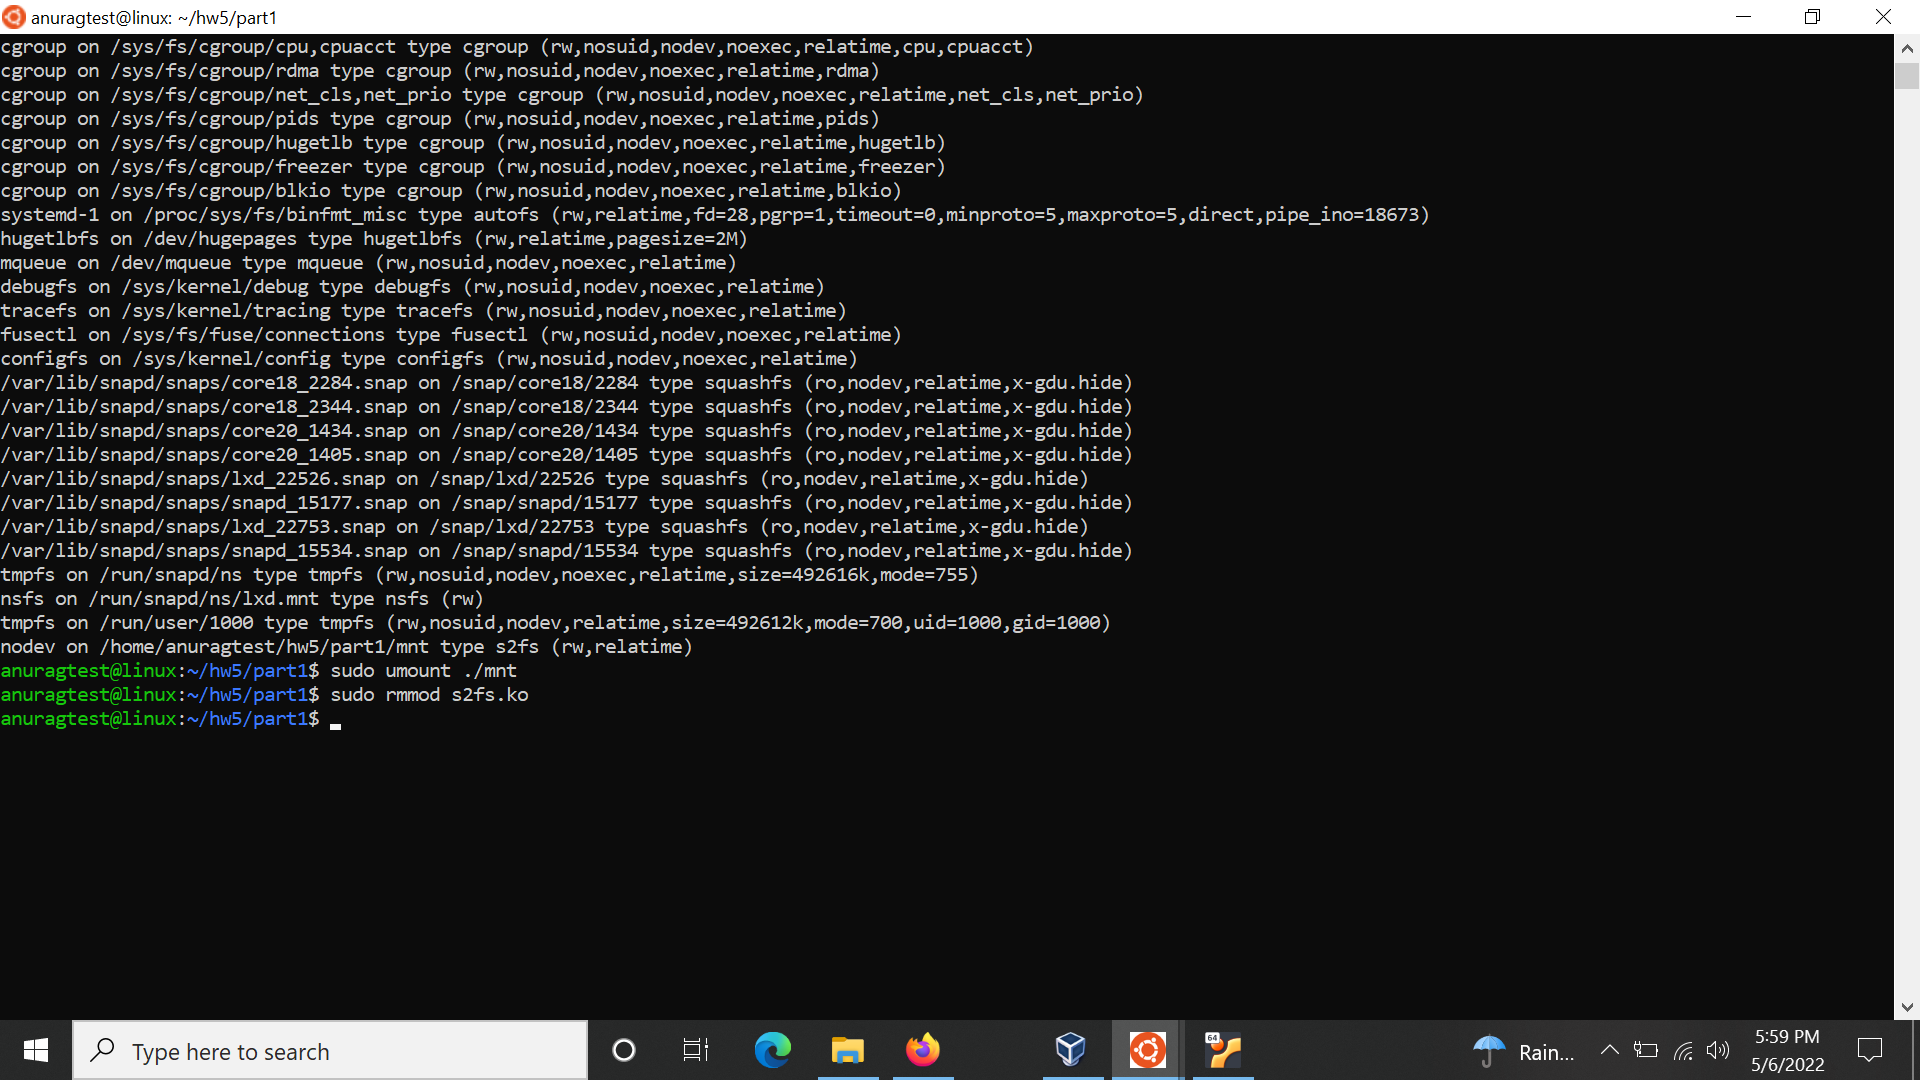 anuragtest@linux: ~/hw5/part1
cgroup on /sys/fs/cgroup/cpu,cpuacct type cgroup (rw,nosuid,nodev,noexec,relatime,cpu,cpuacct)
cgroup on /sys/fs/cgroup/rdma type cgroup (rw,nosuid,nodev,noexec,relatime,rdma)
cgroup on /sys/fs/cgroup/net_cls,net_prio type cgroup (rw,nosuid,nodev,noexec,relatime,net_cls,net_prio)
cgroup on /sys/fs/cgroup/pids type cgroup (rw,nosuid,nodev,noexec,relatime,pids)
cgroup on /sys/fs/cgroup/hugetlb type cgroup (rw,nosuid,nodev,noexec,relatime,hugetlb)
cgroup on /sys/fs/cgroup/freezer type cgroup (rw,nosuid,nodev,noexec,relatime,freezer)
cgroup on /sys/fs/cgroup/blkio type cgroup (rw,nosuid,nodev,noexec,relatime,blkio)
systemd-1 on /proc/sys/fs/binfmt_misc type autofs (rw,relatime,fd=28,pgrp=1,timeout=0,minproto=5,maxproto=5,direct,pipe_ino=18673)
hugetlbfs on /dev/hugepages type hugetlbfs (rw,relatime,pagesize=2M)
mqueue on /dev/mqueue type mqueue (rw,nosuid,nodev,noexec,relatime)
debugfs on /sys/kernel/debug type debugfs (rw,nosuid,nodev,noexec,relatime)
tracefs on /sys/kernel/tracing type tracefs (rw,nosuid,nodev,noexec,relatime)
fusectl on /sys/fs/fuse/connections type fusectl (rw,nosuid,nodev,noexec,relatime)
configfs on /sys/kernel/config type configfs (rw,nosuid,nodev,noexec,relatime)
/var/lib/snapd/snaps/core18_2284.snap on /snap/core18/2284 type squashfs (ro,nodev,relatime,x-gdu.hide)
/var/lib/snapd/snaps/core18_2344.snap on /snap/core18/2344 type squashfs (ro,nodev,relatime,x-gdu.hide)
/var/lib/snapd/snaps/core20_1434.snap on /snap/core20/1434 type squashfs (ro,nodev,relatime,x-gdu.hide)
/var/lib/snapd/snaps/core20_1405.snap on /snap/core20/1405 type squashfs (ro,nodev,relatime,x-gdu.hide)
/var/lib/snapd/snaps/lxd_22526.snap on /snap/lxd/22526 type squashfs (ro,nodev,relatime,x-gdu.hide)
/var/lib/snapd/snaps/snapd_15177.snap on /snap/snapd/15177 type squashfs (ro,nodev,relatime,x-gdu.hide)
/var/lib/snapd/snaps/lxd_22753.snap on /snap/lxd/22753 type squashfs (ro,nodev,relatime,x-gdu.hide)
/var/lib/snapd/snaps/snapd_15534.snap on /snap/snapd/15534 type squashfs (ro,nodev,relatime,x-gdu.hide)
tmpfs on /run/snapd/ns type tmpfs (rw,nosuid,nodev,noexec,relatime,size=492616k,mode=755)
nsfs on /run/snapd/ns/lxd.mnt type nsfs (rw)
tmpfs on /run/user/1000 type tmpfs (rw,nosuid,nodev,relatime,size=492612k,mode=700,uid=1000,gid=1000)
nodev on /home/anuragtest/hw5/part1/mnt type s2fs (rw,relatime)
anuragtest@linux:~/hw5/part1$ sudo umount ./mnt
anuragtest@linux:~/hw5/part1$ sudo rmmod s2fs.ko
anuragtest@linux:~/hw5/part1$
Type here to search
64
Rain...
5:59 PM
5/6/2022